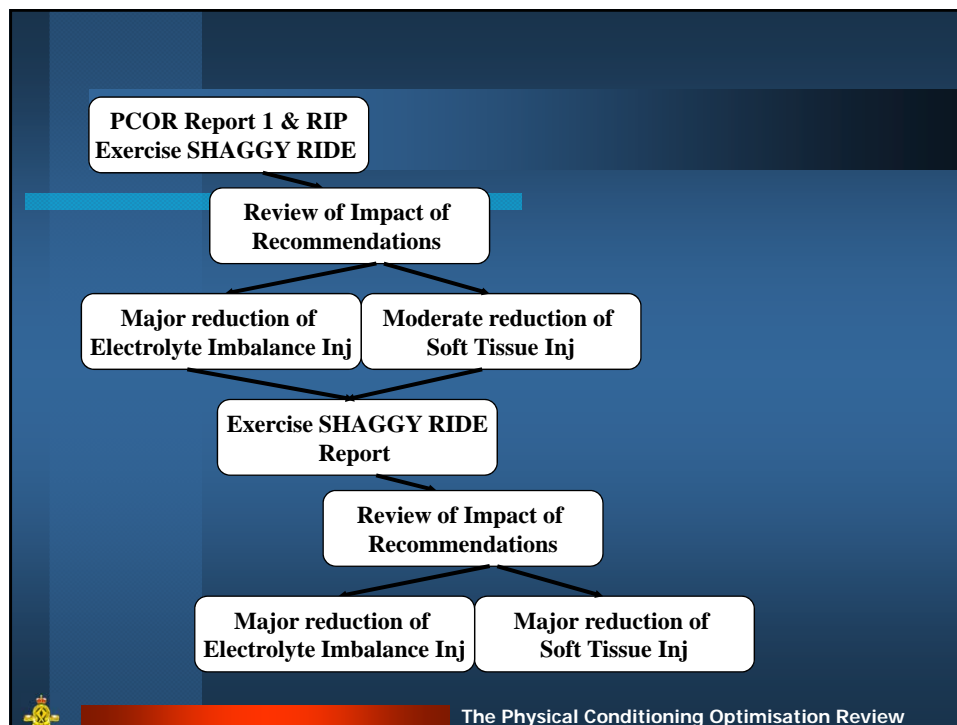 PCOR Report 1 & RIP
Exercise SHAGGY RIDE
Review of Impact of
Recommendations
Major reduction of
Electrolyte Imbalance Inj
Moderate reduction of
Soft Tissue Inj
Exercise SHAGGY RIDE
Report
Review of Impact of
Recommendations
Major reduction of
Electrolyte Imbalance Inj
Major reduction of
Soft Tissue Inj
The Physical Conditioning Optimisation Review